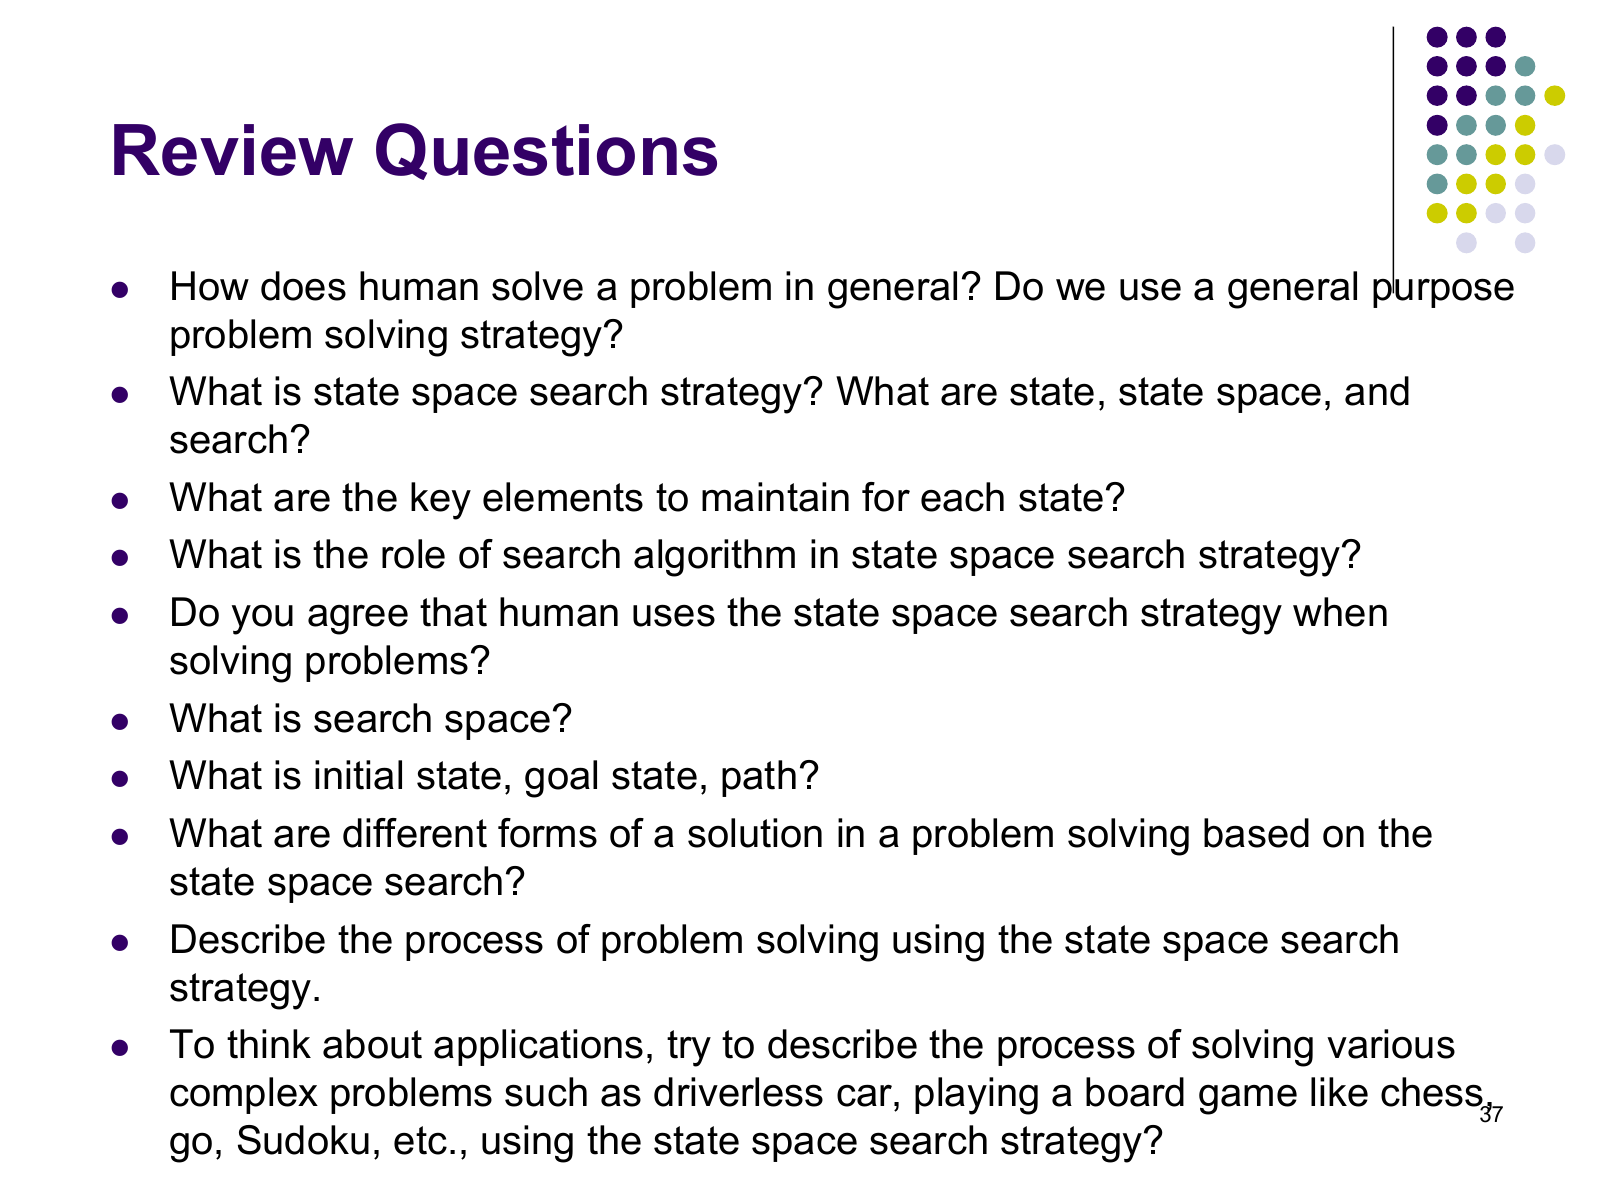 Review Questions
How does human solve a problem in general? Do we use a general purpose
problem solving strategy?
What is state space search strategy? What are state, state space, and
search?
What are the key elements to maintain for each state?
What is the role of search algorithm in state space search strategy?
Do you agree that human uses the state space search strategy when
solving problems?
What is search space?
What is initial state, goal state, path?
What are different forms of a solution in a problem solving based on the
state space search?
Describe the process of problem solving using the state space search
strategy.
To think about applications, try to describe the process of solving various
complex problems such as driverless car, playing a board game like chess,
go, Sudoku, etc., using the state space search strategy?
37